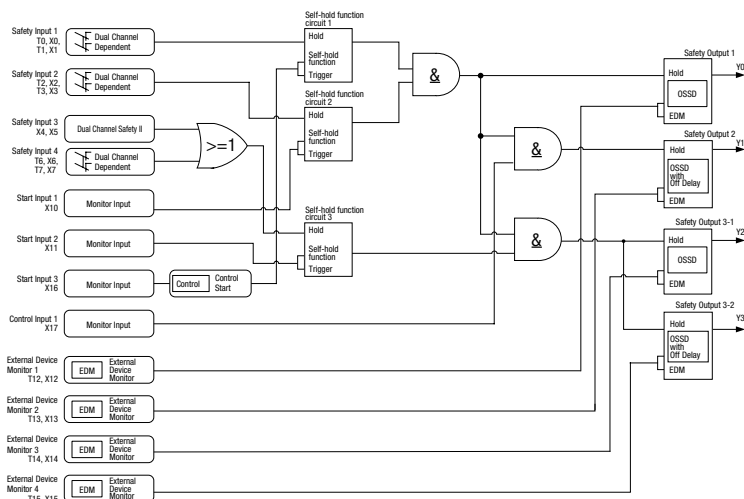 Safety Input 1
T0, X0,
T1, X1
Dual Channel
Dependent
Safety Input 2
T2, X2,
T3, X3
Dual Channel
Dependent
Safety Input 3
X4, X5
Dual Channel Safety II
Safety Input 4
T6, X6,
T7, X7
Dual Channel
Dependent
>=1
Start Input 1
X10
Monitor Input
Start Input 2
X11
Monitor Input
Start Input 3
X16
Monitor Input
Control
Control
Start
Control Input 1
X17
Monitor Input
External Device
Monitor 1
T12, X12
EDM
External
Device
Monitor
External Device
Monitor 2
T13, X13
EDM
External
Device
Monitor
External Device
Monitor 3
T14, X14
EDM
External
Device
Monitor
External Device
Monitor 4
T15, X15
EDM
External
Device
Monitor
Self-hold function
circuit 1
Hold
Self-hold
function
Trigger
Self-hold function
circuit 2
Hold
Self-hold
function
Trigger
Self-hold function
circuit 3
Hold
Self-hold
function
Trigger
&
&
&
Safety Output 1
Hold
OSSD
EDM
Y0
Safety Output 2
Hold
OSSD
with
Off Delay
EDM
Y1
Safety Output 3-1
Hold
OSSD
EDM
Y2
Safety Output 3-2
Hold
OSSD
with
Off Delay
EDM
Y3